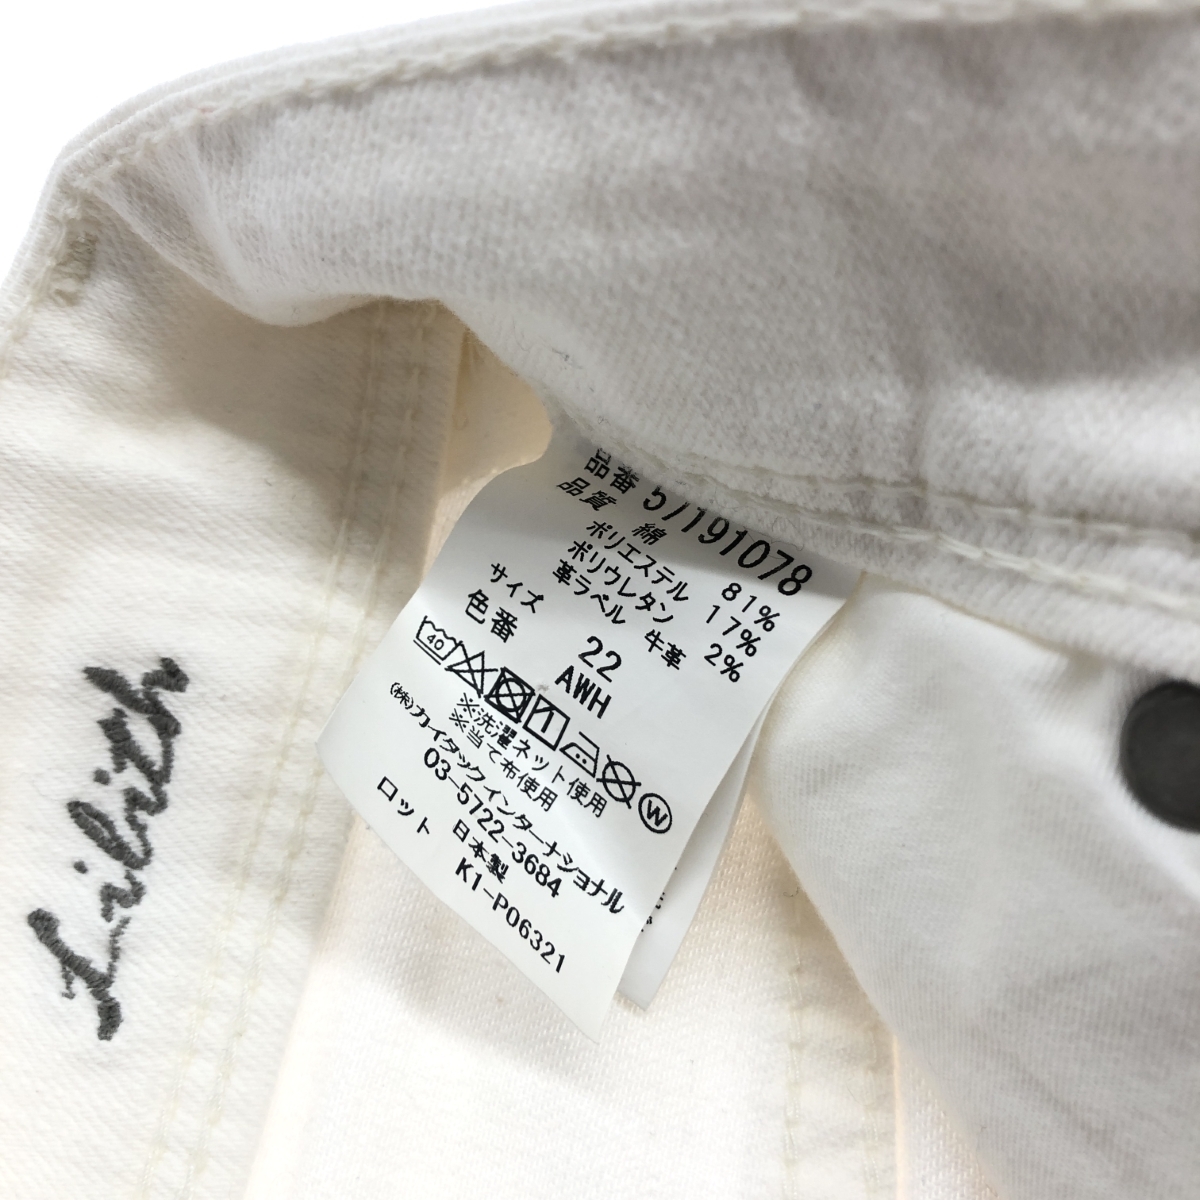 品番 57191078
品質 綿 81%
ポリエステル 17%
ポリウレタン 2%
革ラベル 牛革
サイズ 22
色番 AWH
40 W
※洗濯ネット使用
※当て布使用
(株)カイタックインターナショナル
03-5722-3684
日本製
ロット K1-P06321
Lilith